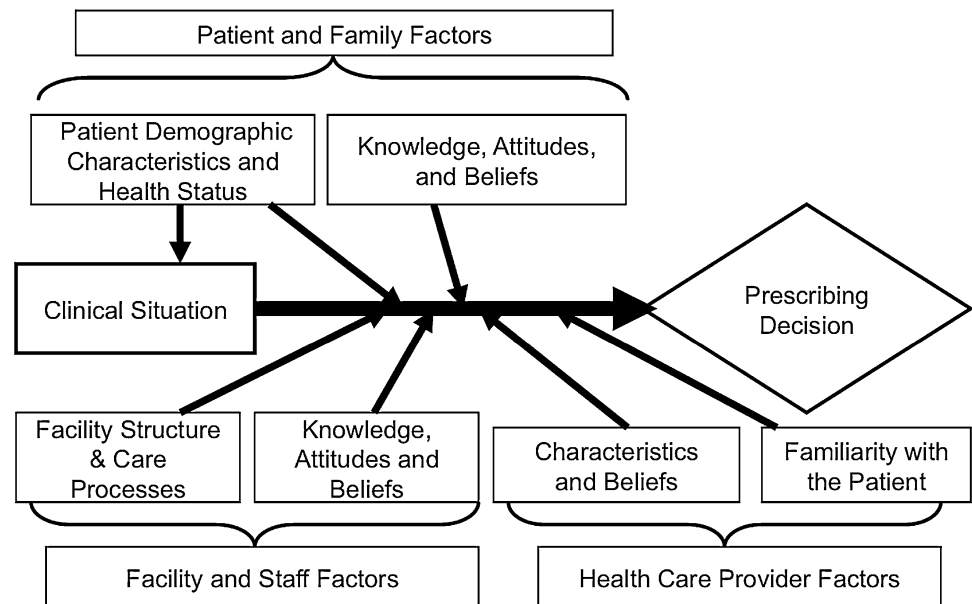 Patient and Family Factors
Patient Demographic
Characteristics and
Health Status
Knowledge, Attitudes,
and Beliefs
Clinical Situation
Prescribing
Decision
Facility Structure
& Care
Processes
Knowledge,
Attitudes and
Beliefs
Characteristics
and Beliefs
Familiarity with
the Patient
Facility and Staff Factors
Health Care Provider Factors